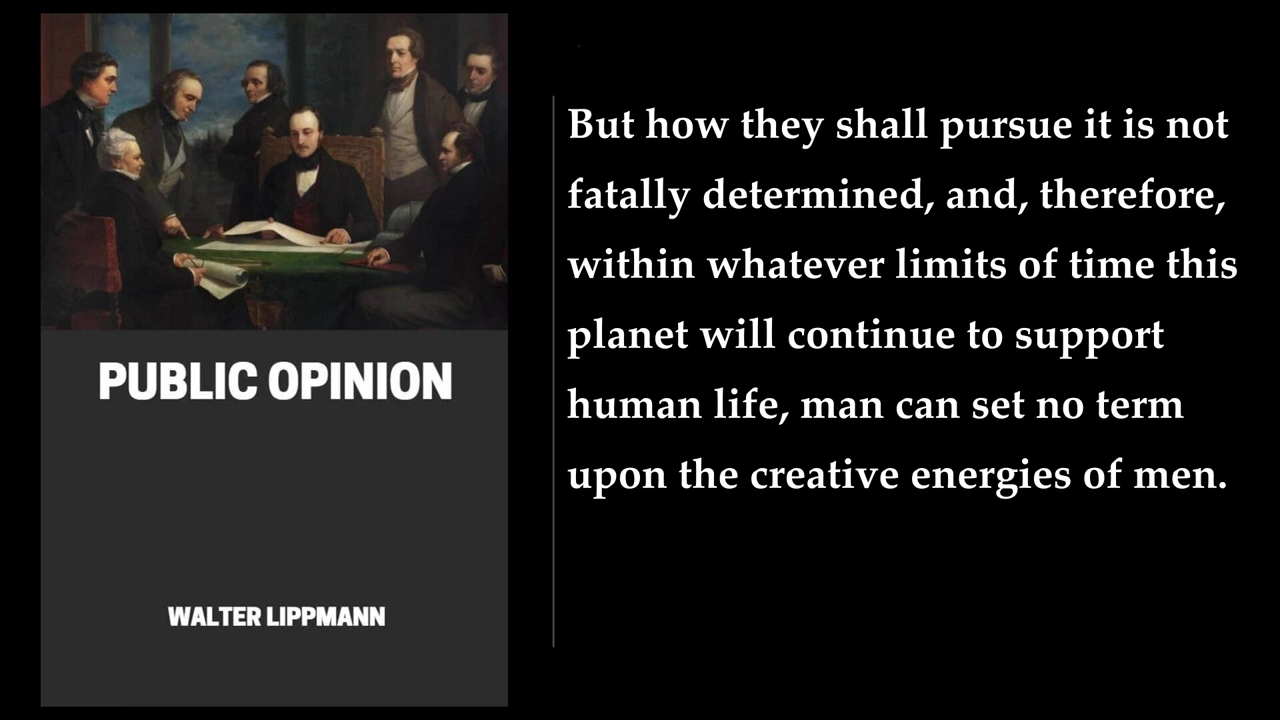 PUBLIC OPINION
WALTER LIPPMANN
But how they shall pursue it is not
fatally determined, and, therefore,
within whatever limits of time this
planet will continue to support
human life, man can set no term
upon the creative energies of men.